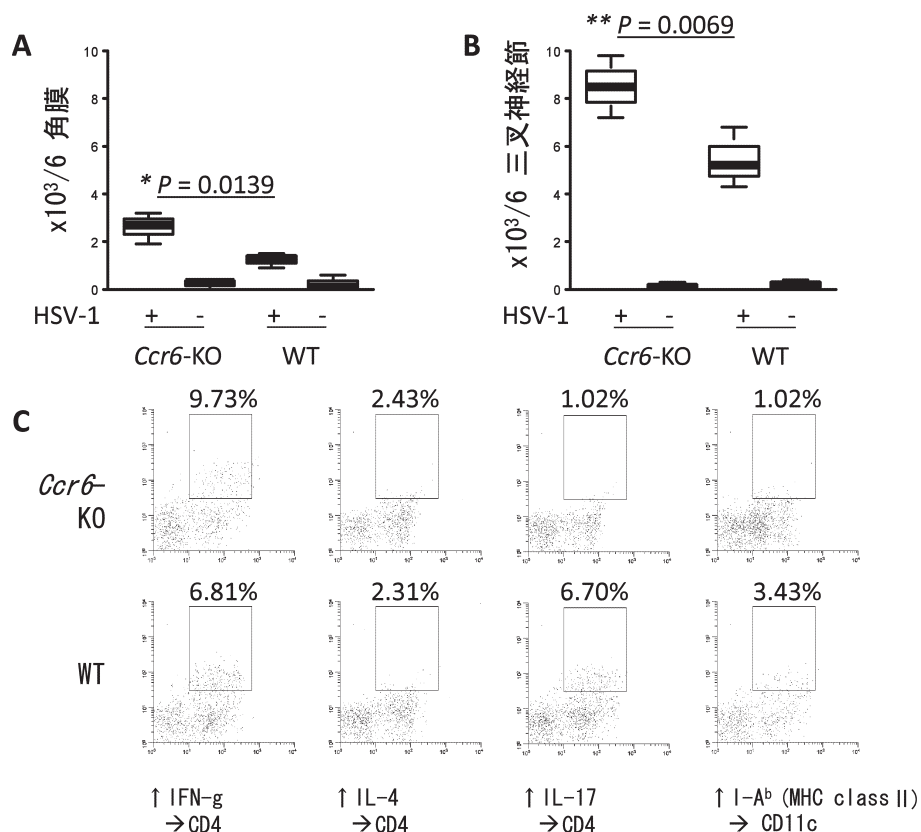 A
B
** P = 0.0069
x10³/6 角膜
10
8
6
4
2
0
* P = 0.0139
x10³/6 三叉神経節
10
8
6
4
2
0
HSV-1 + - + -
Ccr6-KO WT
HSV-1 + - + -
Ccr6-KO WT
C
9.73% 2.43% 1.02% 1.02%
Ccr6-
KO
6.81% 2.31% 6.70% 3.43%
WT
↑ IFN-g
→CD4
↑ IL-4
→CD4
↑ IL-17
→CD4
↑ I-Aᵇ (MHC class Ⅱ)
→ CD11c